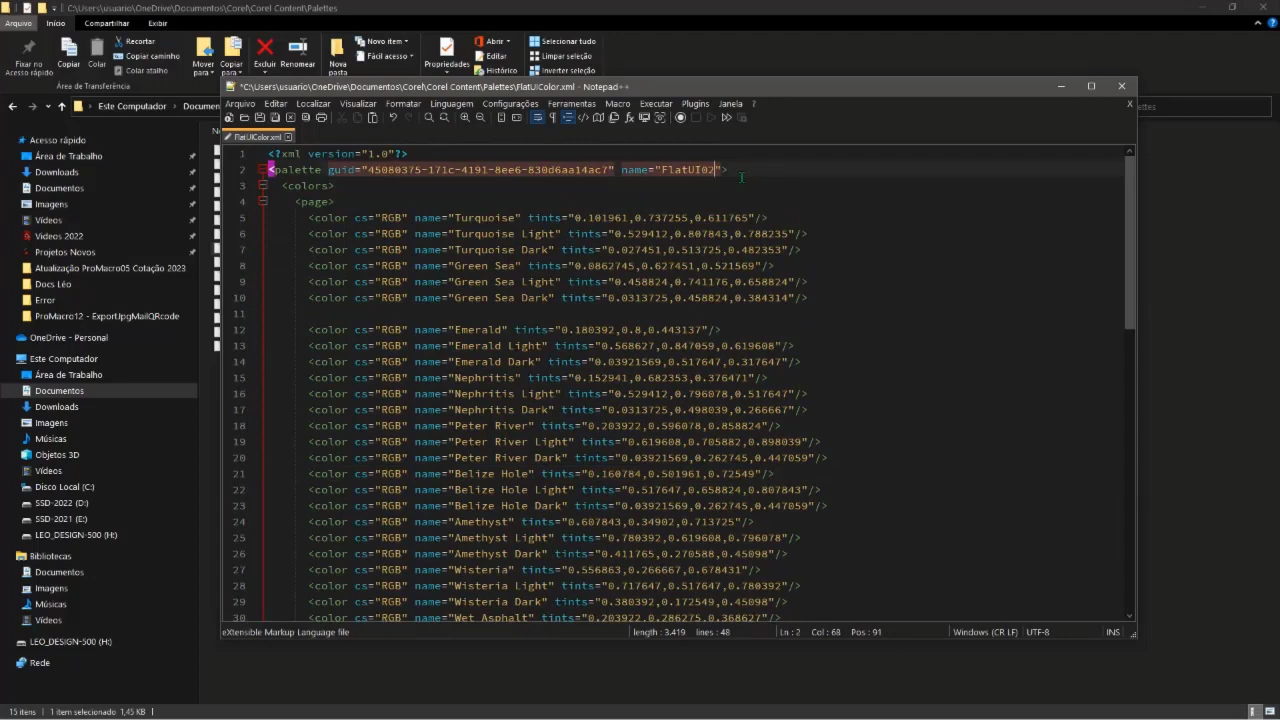 C:\Users\usuario\OneDrive\Documentos\Corel\Corel Content\Palettes
Arquivo Início Compartilhar Exibir
Fixar no Acesso rápido
Copiar
Colar
Recortar
Copiar caminho
Colar atalho
Mover para
Copiar para
Excluir
Renomear
Nova pasta
Novo item
Fácil acesso
Propriedades
Abrir
Editar
Histórico
Selecionar tudo
Limpar seleção
Inverter seleção
Área de Transferência
Este Computador
Acesso rápido
Área de Trabalho
Downloads
Documentos
Imagens
Vídeos
Videos 2022
Projetos Novos
Atualização ProMacro05 Cotação 2023
Docs Léo
Error
ProMacro12 - ExportJpgMailQRcode
OneDrive - Personal
Este Computador
Área de Trabalho
Documentos
Downloads
Imagens
Músicas
Objetos 3D
Vídeos
Disco Local (C:)
SSD-2022 (D:)
SSD-2021 (E:)
LEO_DESIGN-500 (H:)
Bibliotecas
Documentos
Imagens
Músicas
Vídeos
LEO_DESIGN-500 (H:)
Rede
15 itens 1 item selecionado 1,45 KB
*C:\Users\usuario\OneDrive\Documentos\Corel\Corel Content\Palettes\FlatUIColor.xml - Notepad++
Arquivo Editar Localizar Visualizar Formatar Linguagem Configurações Ferramentas Macro Executar Plugins Janela ? X
FlatUIColor.xml
1 <?xml version="1.0"?>
2 <palette guid="45080375-171c-4191-8ee6-830d6aa14ac7" name="FlatUI02">
3 <colors>
4 <page>
5 <color cs="RGB" name="Turquoise" tints="0.101961,0.737255,0.611765"/>
6 <color cs="RGB" name="Turquoise Light" tints="0.529412,0.807843,0.788235"/>
7 <color cs="RGB" name="Turquoise Dark" tints="0.027451,0.513725,0.482353"/>
8 <color cs="RGB" name="Green Sea" tints="0.0862745,0.627451,0.521569"/>
9 <color cs="RGB" name="Green Sea Light" tints="0.458824,0.741176,0.658824"/>
10 <color cs="RGB" name="Green Sea Dark" tints="0.0313725,0.458824,0.384314"/>
11
12 <color cs="RGB" name="Emerald" tints="0.180392,0.8,0.443137"/>
13 <color cs="RGB" name="Emerald Light" tints="0.568627,0.847059,0.619608"/>
14 <color cs="RGB" name="Emerald Dark" tints="0.03921569,0.517647,0.317647"/>
15 <color cs="RGB" name="Nephritis" tints="0.152941,0.682353,0.376471"/>
16 <color cs="RGB" name="Nephritis Light" tints="0.529412,0.796078,0.517647"/>
17 <color cs="RGB" name="Nephritis Dark" tints="0.0313725,0.498039,0.266667"/>
18 <color cs="RGB" name="Peter River" tints="0.203922,0.596078,0.858824"/>
19 <color cs="RGB" name="Peter River Light" tints="0.619608,0.705882,0.898039"/>
20 <color cs="RGB" name="Peter River Dark" tints="0.03921569,0.262745,0.447059"/>
21 <color cs="RGB" name="Belize Hole" tints="0.160784,0.501961,0.72549"/>
22 <color cs="RGB" name="Belize Hole Light" tints="0.517647,0.658824,0.807843"/>
23 <color cs="RGB" name="Belize Hole Dark" tints="0.03921569,0.262745,0.447059"/>
24 <color cs="RGB" name="Amethyst" tints="0.607843,0.34902,0.713725"/>
25 <color cs="RGB" name="Amethyst Light" tints="0.780392,0.619608,0.796078"/>
26 <color cs="RGB" name="Amethyst Dark" tints="0.411765,0.270588,0.45098"/>
27 <color cs="RGB" name="Wisteria" tints="0.556863,0.266667,0.678431"/>
28 <color cs="RGB" name="Wisteria Light" tints="0.717647,0.517647,0.780392"/>
29 <color cs="RGB" name="Wisteria Dark" tints="0.380392,0.172549,0.45098"/>
30 <color cs="RGB" name="Wet Asphalt" tints="0.203922,0.286275,0.368627"/>
eXtensible Markup Language file length : 3.419 lines : 48 Ln : 2 Col : 68 Pos : 91 Windows (CR LF) UTF-8 INS